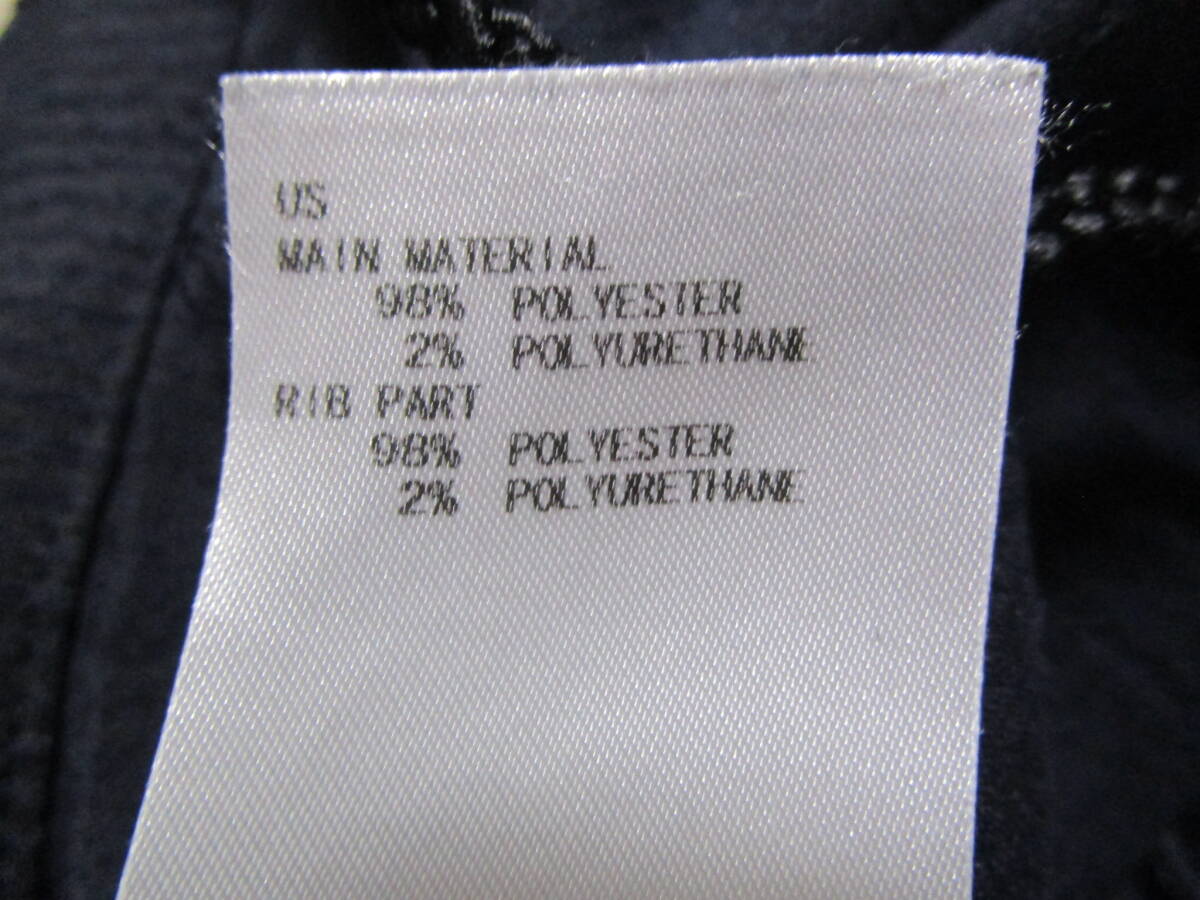 US
MAIN MATERIAL
98% POLYESTER
2% POLYURETHANE
RIB PART
98% POLYESTER
2% POLYURETHANE